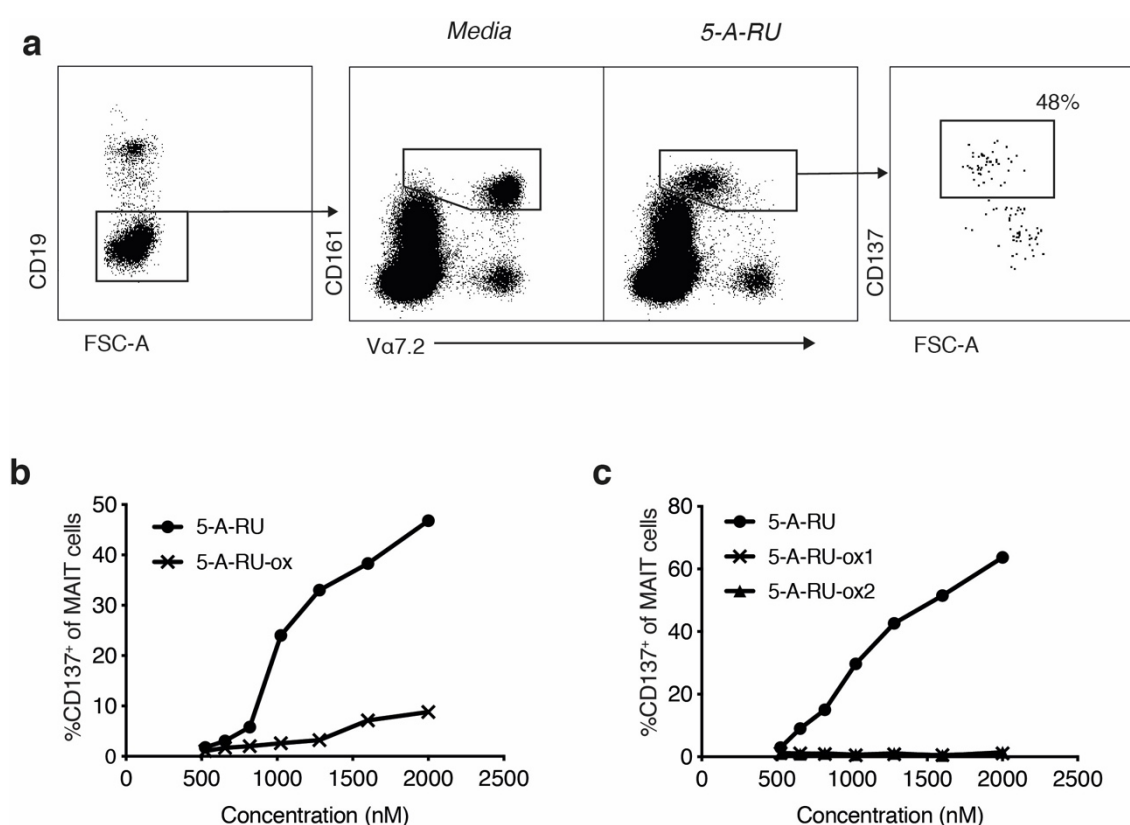 a
Media 5-A-RU
48%
CD19
CD161
CD137
FSC-A
Vα7.2
FSC-A
b
50
40
30
20
10
0
%CD137⁺ of MAIT cells
5-A-RU
5-A-RU-ox
0 500 1000 1500 2000 2500
Concentration (nM)
c
80
60
40
20
0
%CD137⁺ of MAIT cells
5-A-RU
5-A-RU-ox1
5-A-RU-ox2
0 500 1000 1500 2000 2500
Concentration (nM)